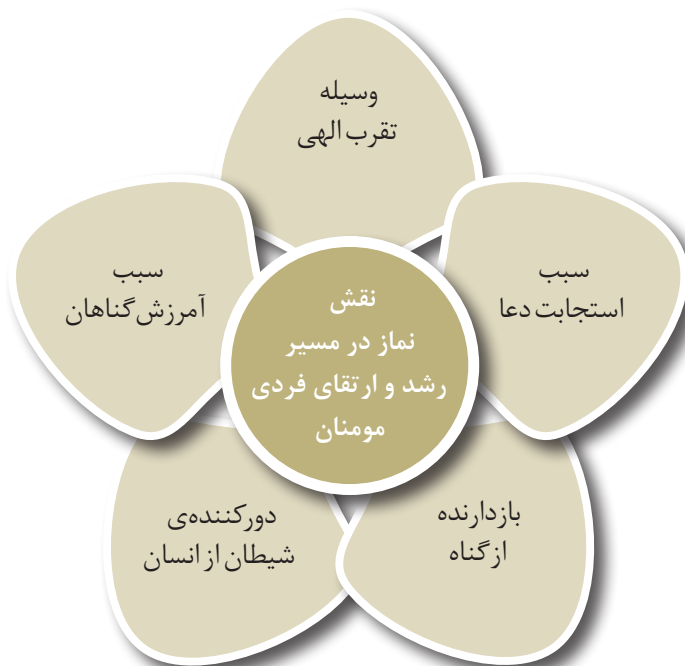 وسیله
تقرب الهی
سبب
استجابت دعا
بازدارنده
از گناه
دورکننده‌ی
شیطان از انسان
سبب
آمرزش گناهان
نقش
نماز در مسیر
رشد و ارتقای فردی
مومنان